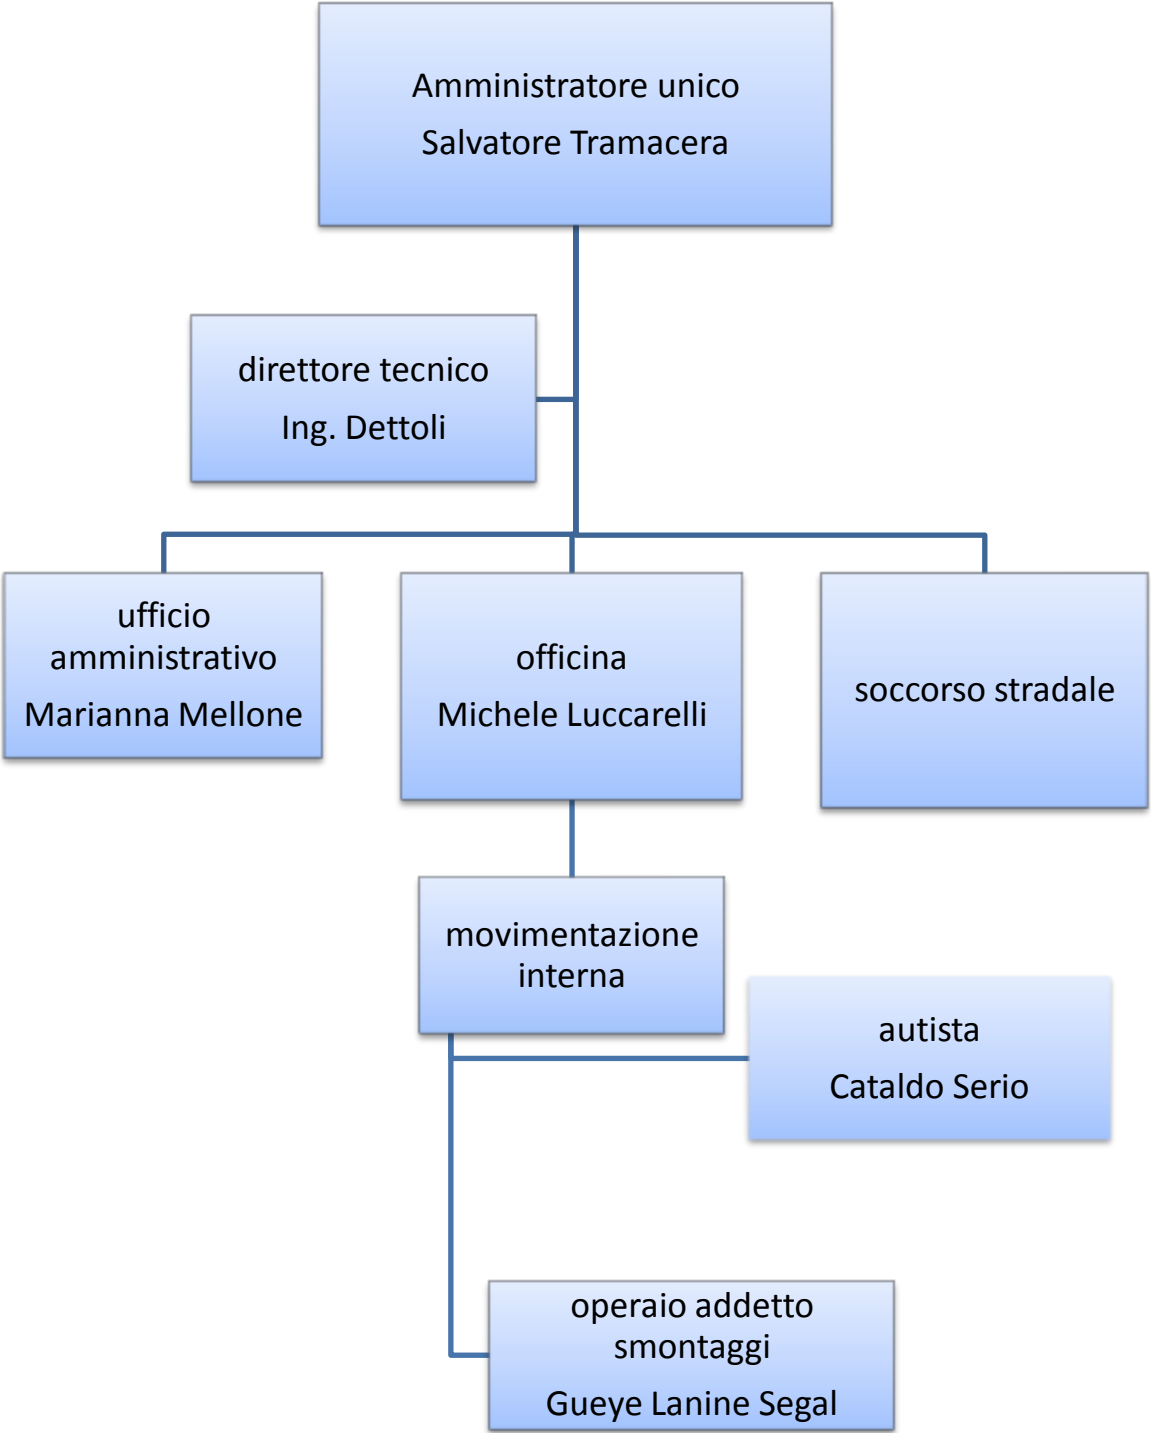 Amministratore unico
Salvatore Tramacera
direttore tecnico
Ing. Dettoli
ufficio
amministrativo
Marianna Mellone
officina
Michele Luccarelli
soccorso stradale
movimentazione
interna
autista
Cataldo Serio
operaio addetto
smontaggi
Gueye Lanine Segal